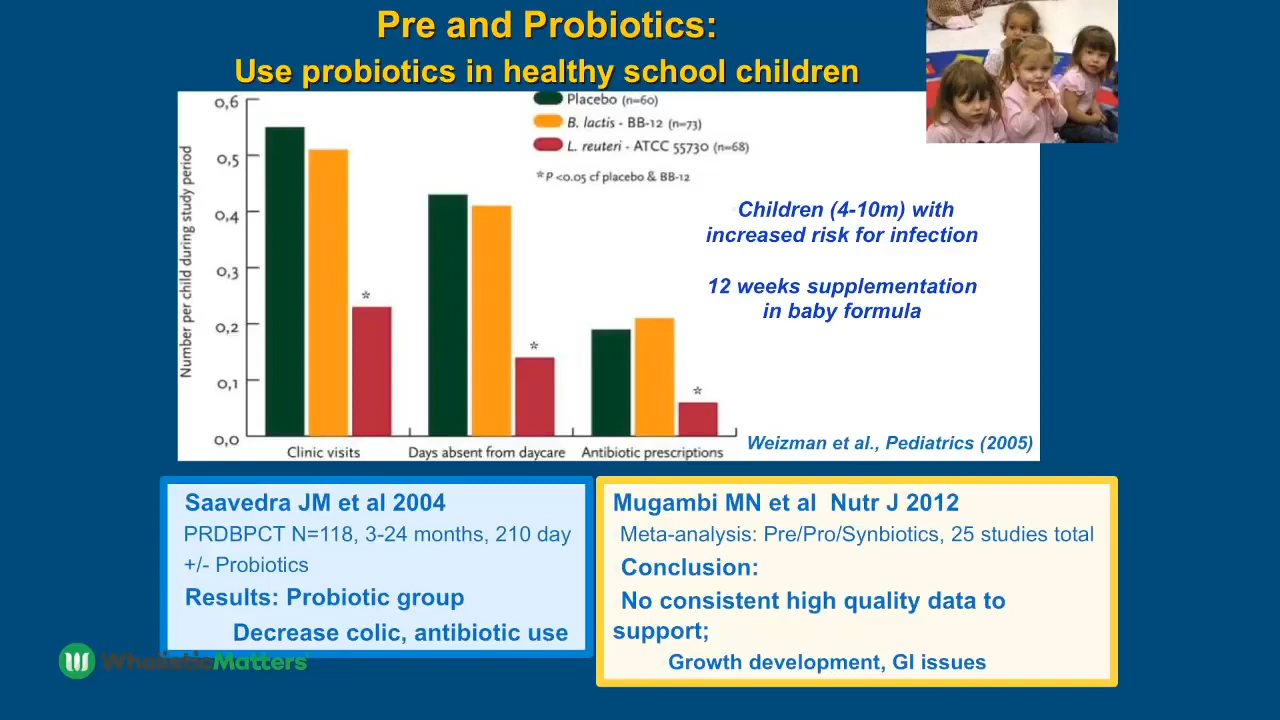 Pre and Probiotics:
Use probiotics in healthy school children
0,6
0,5
0,4
0,3
0,2
0,1
0,0
Number per child during study period
Placebo (n=60)
B. lactis - BB-12 (n=73)
L. reuteri - ATCC 55730 (n=68)
*P <0.05 cf placebo & BB-12
*
*
*
Clinic visits
Days absent from daycare
Antibiotic prescriptions
Children (4-10m) with
increased risk for infection
12 weeks supplementation
in baby formula
Weizman et al., Pediatrics (2005)
Saavedra JM et al 2004
PRDBPCT N=118, 3-24 months, 210 day
+/- Probiotics
Results: Probiotic group
Decrease colic, antibiotic use
Mugambi MN et al Nutr J 2012
Meta-analysis: Pre/Pro/Synbiotics, 25 studies total
Conclusion:
No consistent high quality data to
support;
Growth development, GI issues
WholisticMatters